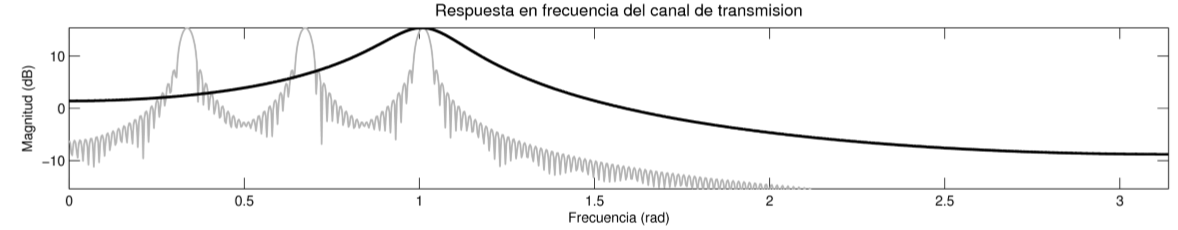 Respuesta en frecuencia del canal de transmision
Magnitud (dB)
10
0
−10
0 0.5 1 1.5 2 2.5 3
Frecuencia (rad)